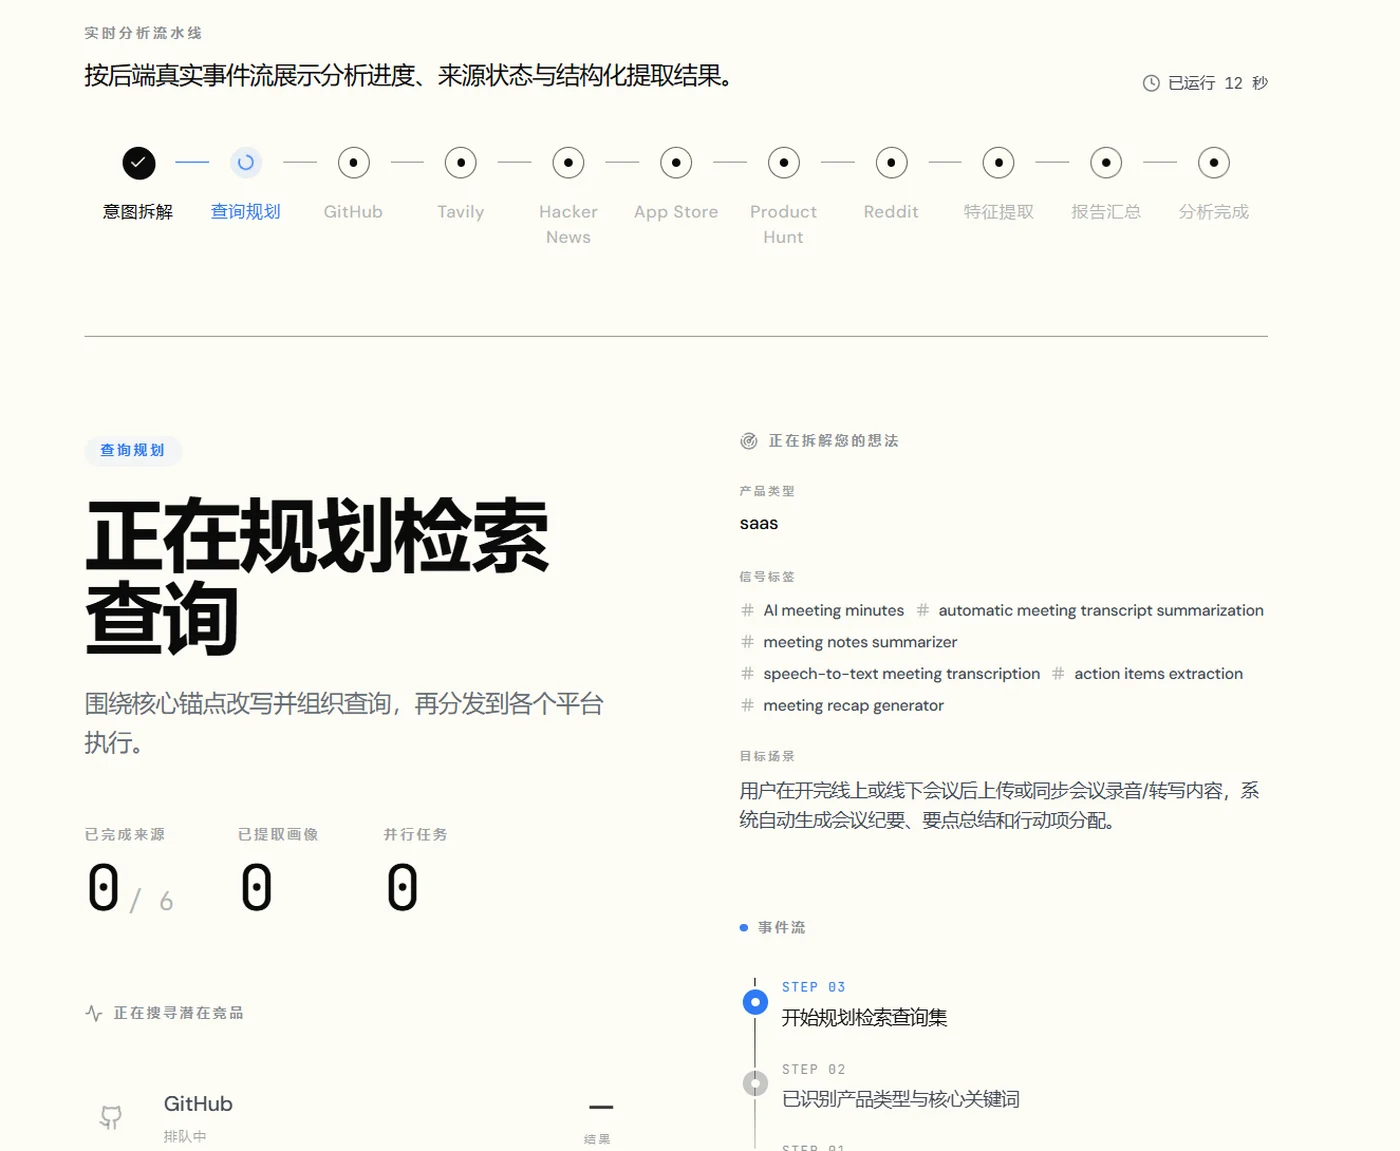 实时分析流水线
按后端真实事件流展示分析进度、来源状态与结构化提取结果。
已运行 12 秒
意图拆解
查询规划
GitHub
Tavily
Hacker
News
App Store
Product
Hunt
Reddit
特征提取
报告汇总
分析完成
查询规划
正在规划检索
查询
围绕核心锚点改写并组织查询，再分发到各个平台
执行。
已完成来源
0 / 6
已提取画像
0
并行任务
0
正在搜寻潜在竞品
GitHub
排队中
—
结果
正在拆解您的想法
产品类型
saas
信号标签
# AI meeting minutes # automatic meeting transcript summarization
# meeting notes summarizer
# speech-to-text meeting transcription # action items extraction
# meeting recap generator
目标场景
用户在开完线上或线下会议后上传或同步会议录音/转写内容，系
统自动生成会议纪要、要点总结和行动项分配。
事件流
STEP 03
开始规划检索查询集
STEP 02
已识别产品类型与核心关键词
STEP 01